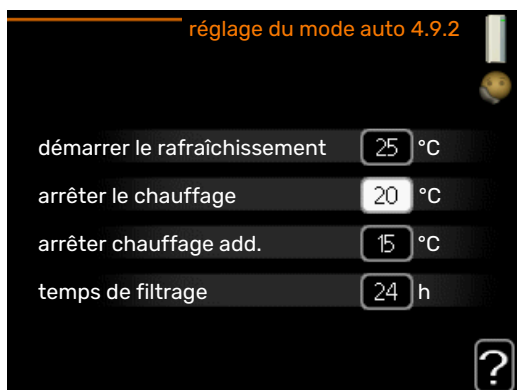 réglage du mode auto 4.9.2
démarrer le rafraîchissement 25 °C
arrêter le chauffage 20 °C
arrêter chauffage add. 15 °C
temps de filtrage 24 h
?